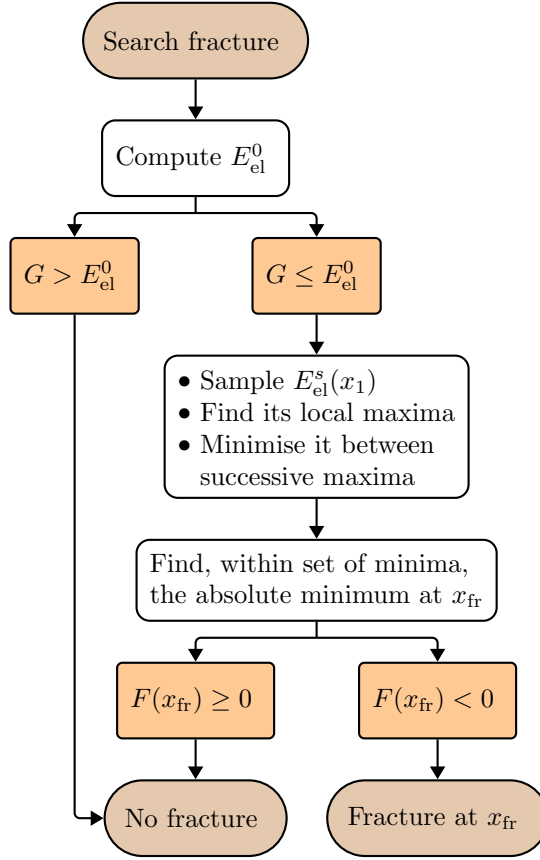 Search fracture
Compute $E_{\mathrm{el}}^{0}$
$G > E_{\mathrm{el}}^{0}$
$G \leq E_{\mathrm{el}}^{0}$
• Sample $E_{\mathrm{el}}^{s}(x_1)$
• Find its local maxima
• Minimise it between
successive maxima
Find, within set of minima,
the absolute minimum at $x_{\mathrm{fr}}$
$F(x_{\mathrm{fr}}) \geq 0$
$F(x_{\mathrm{fr}}) < 0$
No fracture
Fracture at $x_{\mathrm{fr}}$